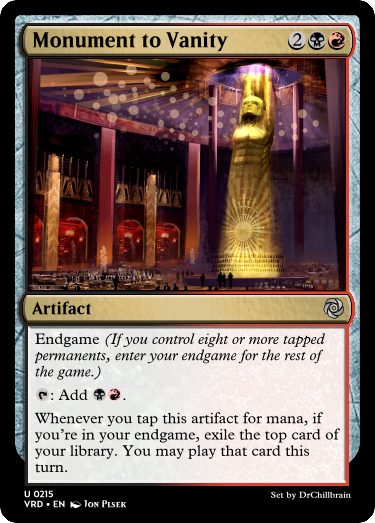 Monument to Vanity 2
Artifact
Endgame (If you control eight or more tapped
permanents, enter your endgame for the rest of
the game.)
: Add .
Whenever you tap this artifact for mana, if
you're in your endgame, exile the top card of
your library. You may play that card this
turn.
U 0215
VRD • EN Jon Plsek
Set by DrChillbrain